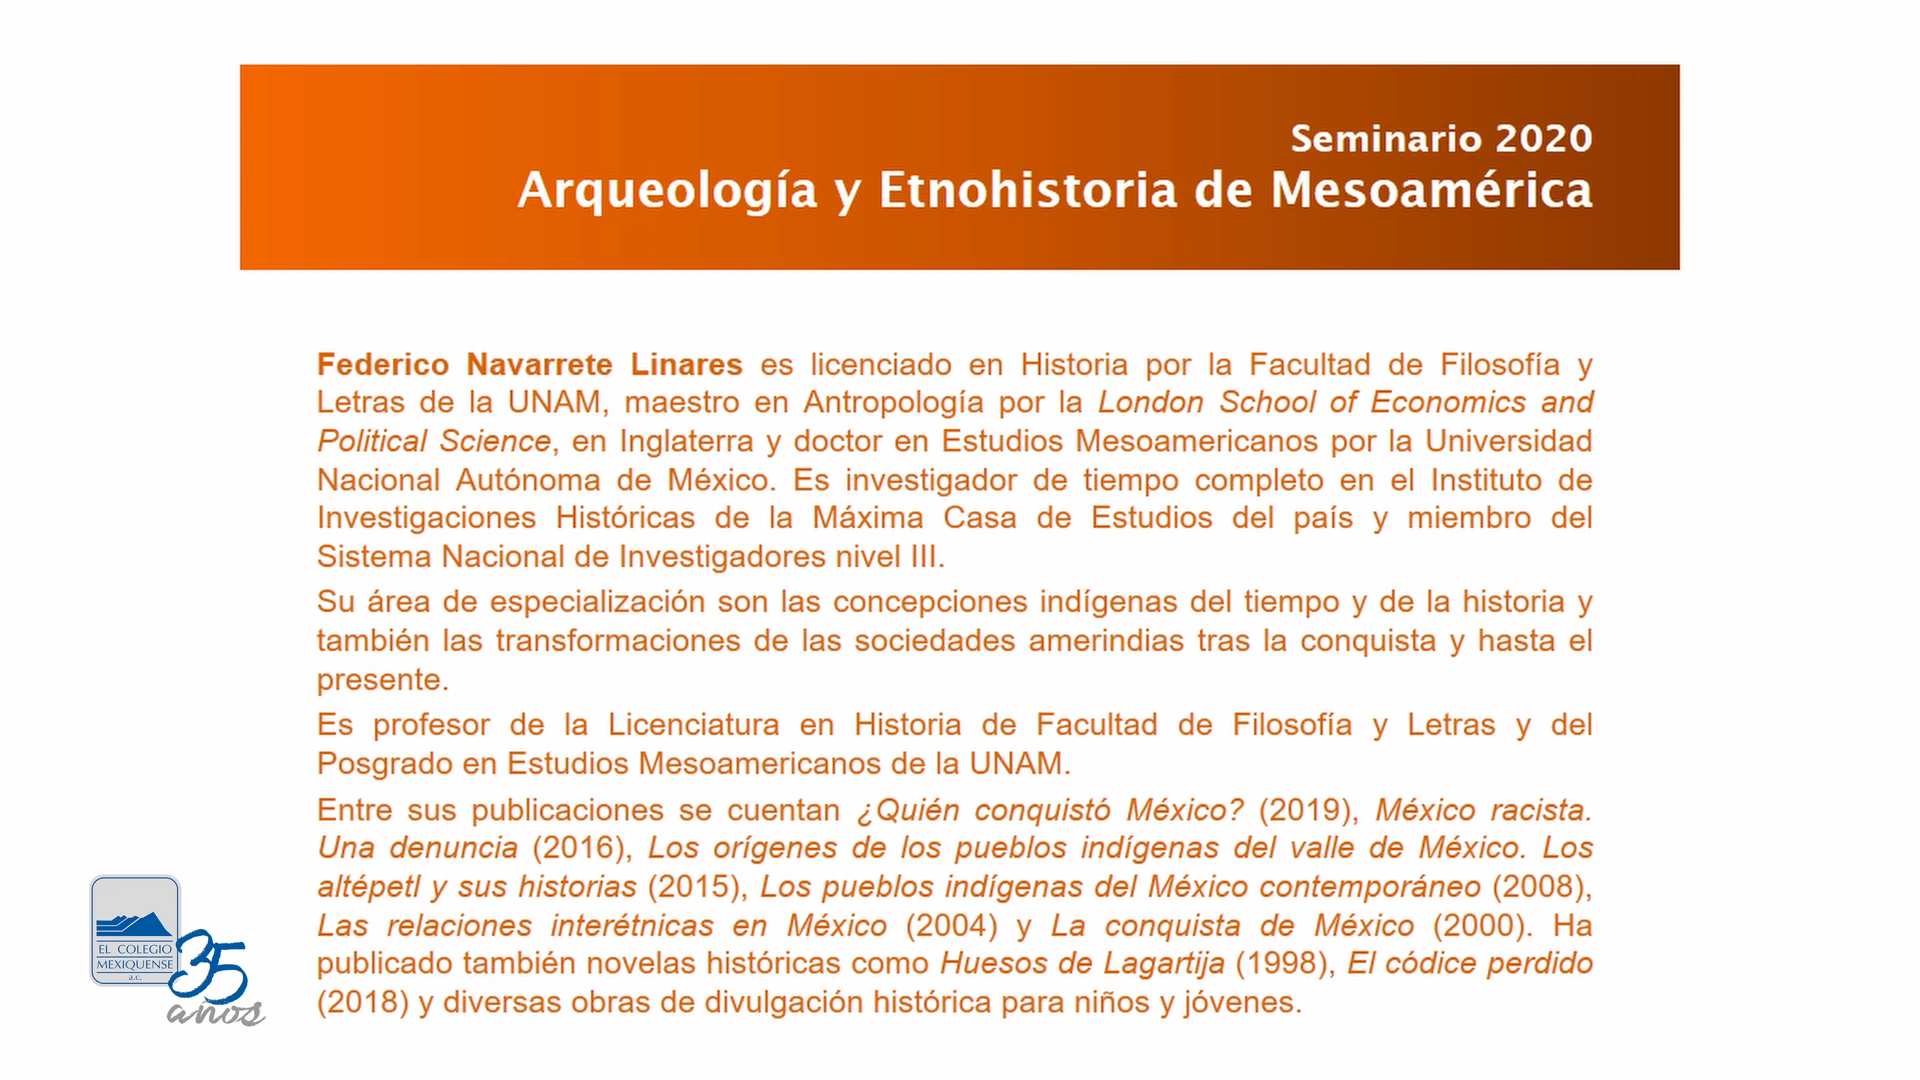 Seminario 2020
Arqueología y Etnohistoria de Mesoamérica
Federico Navarrete Linares es licenciado en Historia por la Facultad de Filosofía y
Letras de la UNAM, maestro en Antropología por la London School of Economics and
Political Science, en Inglaterra y doctor en Estudios Mesoamericanos por la Universidad
Nacional Autónoma de México. Es investigador de tiempo completo en el Instituto de
Investigaciones Históricas de la Máxima Casa de Estudios del país y miembro del
Sistema Nacional de Investigadores nivel III.
Su área de especialización son las concepciones indígenas del tiempo y de la historia y
también las transformaciones de las sociedades amerindias tras la conquista y hasta el
presente.
Es profesor de la Licenciatura en Historia de Facultad de Filosofía y Letras y del
Posgrado en Estudios Mesoamericanos de la UNAM.
Entre sus publicaciones se cuentan ¿Quién conquistó México? (2019), México racista.
Una denuncia (2016), Los orígenes de los pueblos indígenas del valle de México. Los
altépetl y sus historias (2015), Los pueblos indígenas del México contemporáneo (2008),
Las relaciones interétnicas en México (2004) y La conquista de México (2000). Ha
publicado también novelas históricas como Huesos de Lagartija (1998), El códice perdido
(2018) y diversas obras de divulgación histórica para niños y jóvenes.
EL COLEGIO
MEXIQUENSE
a.c.
35
años